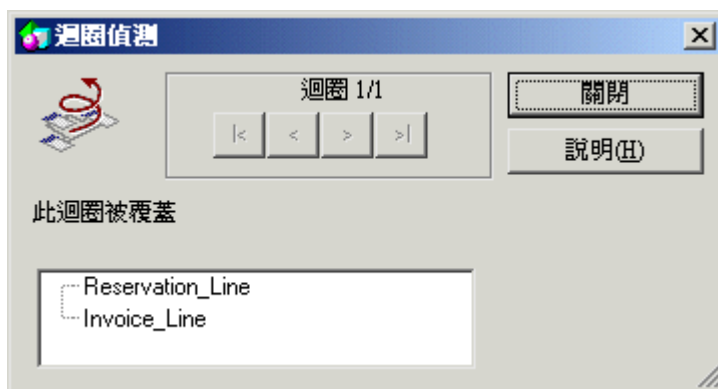 迴圈偵測
迴圈 1/1
|<
<
>
>|
關閉
說明(H)
此迴圈被覆蓋
Reservation_Line
Invoice_Line